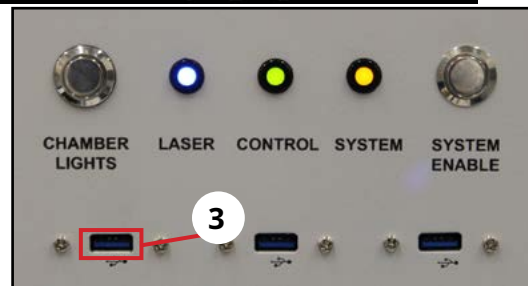 CHAMBER LIGHTS
LASER
CONTROL
SYSTEM
SYSTEM ENABLE
3